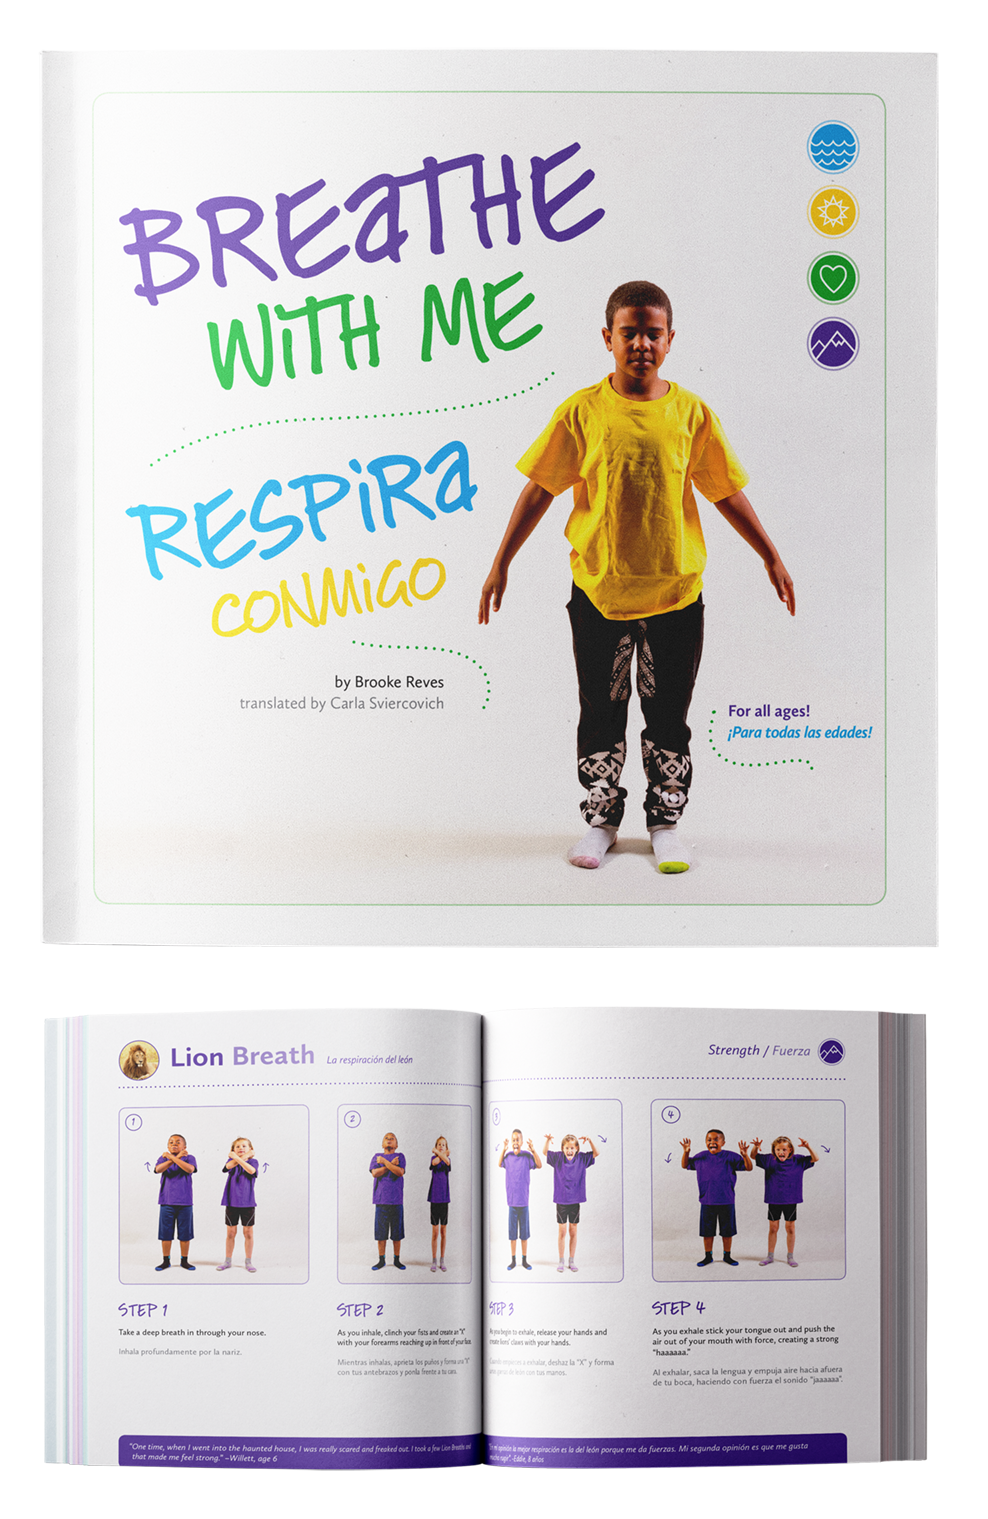 BREATHE
WITH ME
RESPIRA
CONMIGO
by Brooke Reves
translated by Carla Sviercovich
For all ages!
¡Para todas las edades!
Lion Breath La respiración del león
Strength / Fuerza
1
2
3
4
STEP 1
Take a deep breath in through your nose.
Inhala profundamente por la nariz.
STEP 2
As you inhale, clinch your fists and create an "X"
with your forearms reaching up in front of your face.
Mientras inhalas, aprieta los puños y forma una "X"
con tus antebrazos y ponla frente a tu cara.
STEP 3
As you begin to exhale, release your hands and
create lions' claws with your hands.
Cuando empieces a exhalar, deshaz la "X" y forma
garras de león con tus manos.
STEP 4
As you exhale stick your tongue out and push the
air out of your mouth with force, creating a strong
"haaaaaa."
Al exhalar, saca la lengua y empuja aire hacia afuera
de tu boca, haciendo con fuerza el sonido "jaaaaaa".
"One time, when I went into the haunted house, I was really scared and freaked out. I took a few Lion Breaths and
that made me feel strong." –Willett, age 6
"En mi opinión la mejor respiración es la del león porque me da fuerzas. Mi segunda opinión es que me gusta
mucho rugir". -Eddie, 8 años